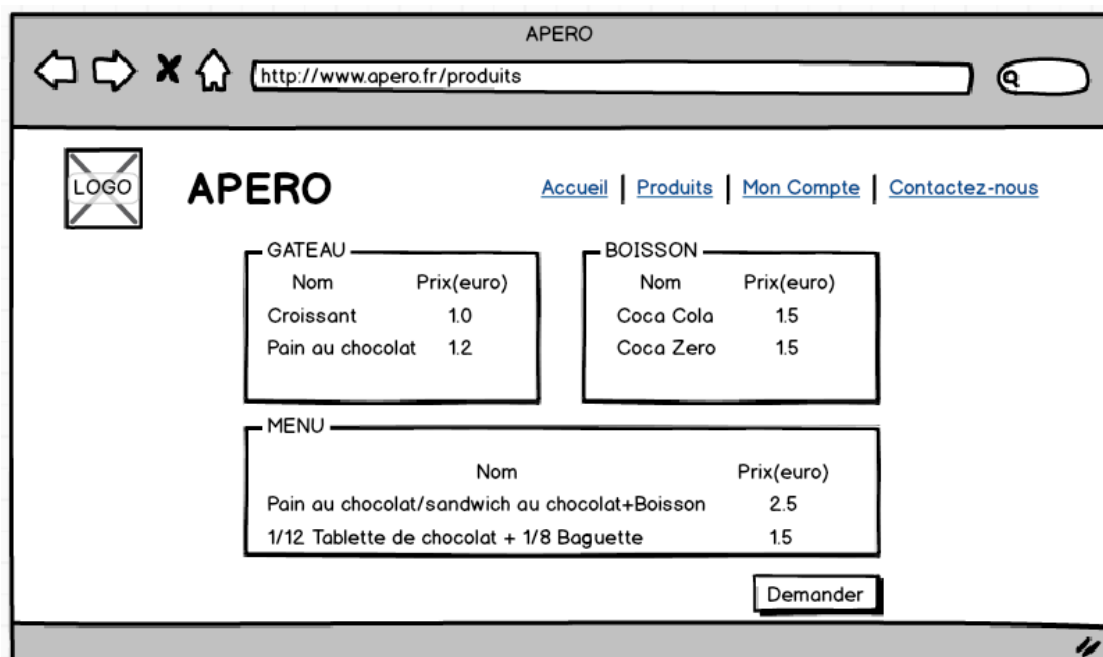 APERO
http://www.apero.fr/produits
LOGO
APERO
Accueil | Produits | Mon Compte | Contactez-nous
GATEAU
Nom Prix(euro)
Croissant 1.0
Pain au chocolat 1.2
BOISSON
Nom Prix(euro)
Coca Cola 1.5
Coca Zero 1.5
MENU
Nom Prix(euro)
Pain au chocolat/sandwich au chocolat+Boisson 2.5
1/12 Tablette de chocolat + 1/8 Baguette 1.5
Demander